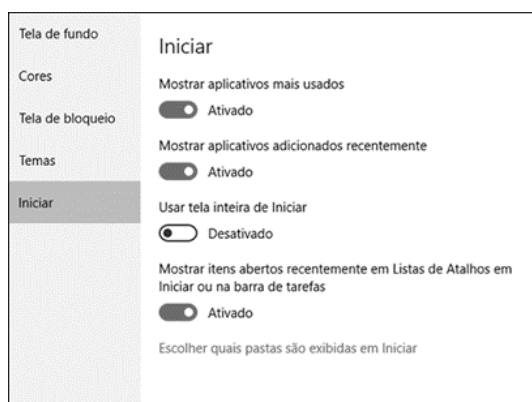 Tela de fundo
Cores
Tela de bloqueio
Temas
Iniciar
Iniciar
Mostrar aplicativos mais usados
Ativado
Mostrar aplicativos adicionados recentemente
Ativado
Usar tela inteira de Iniciar
Desativado
Mostrar itens abertos recentemente em Listas de Atalhos em
Iniciar ou na barra de tarefas
Ativado
Escolher quais pastas são exibidas em Iniciar